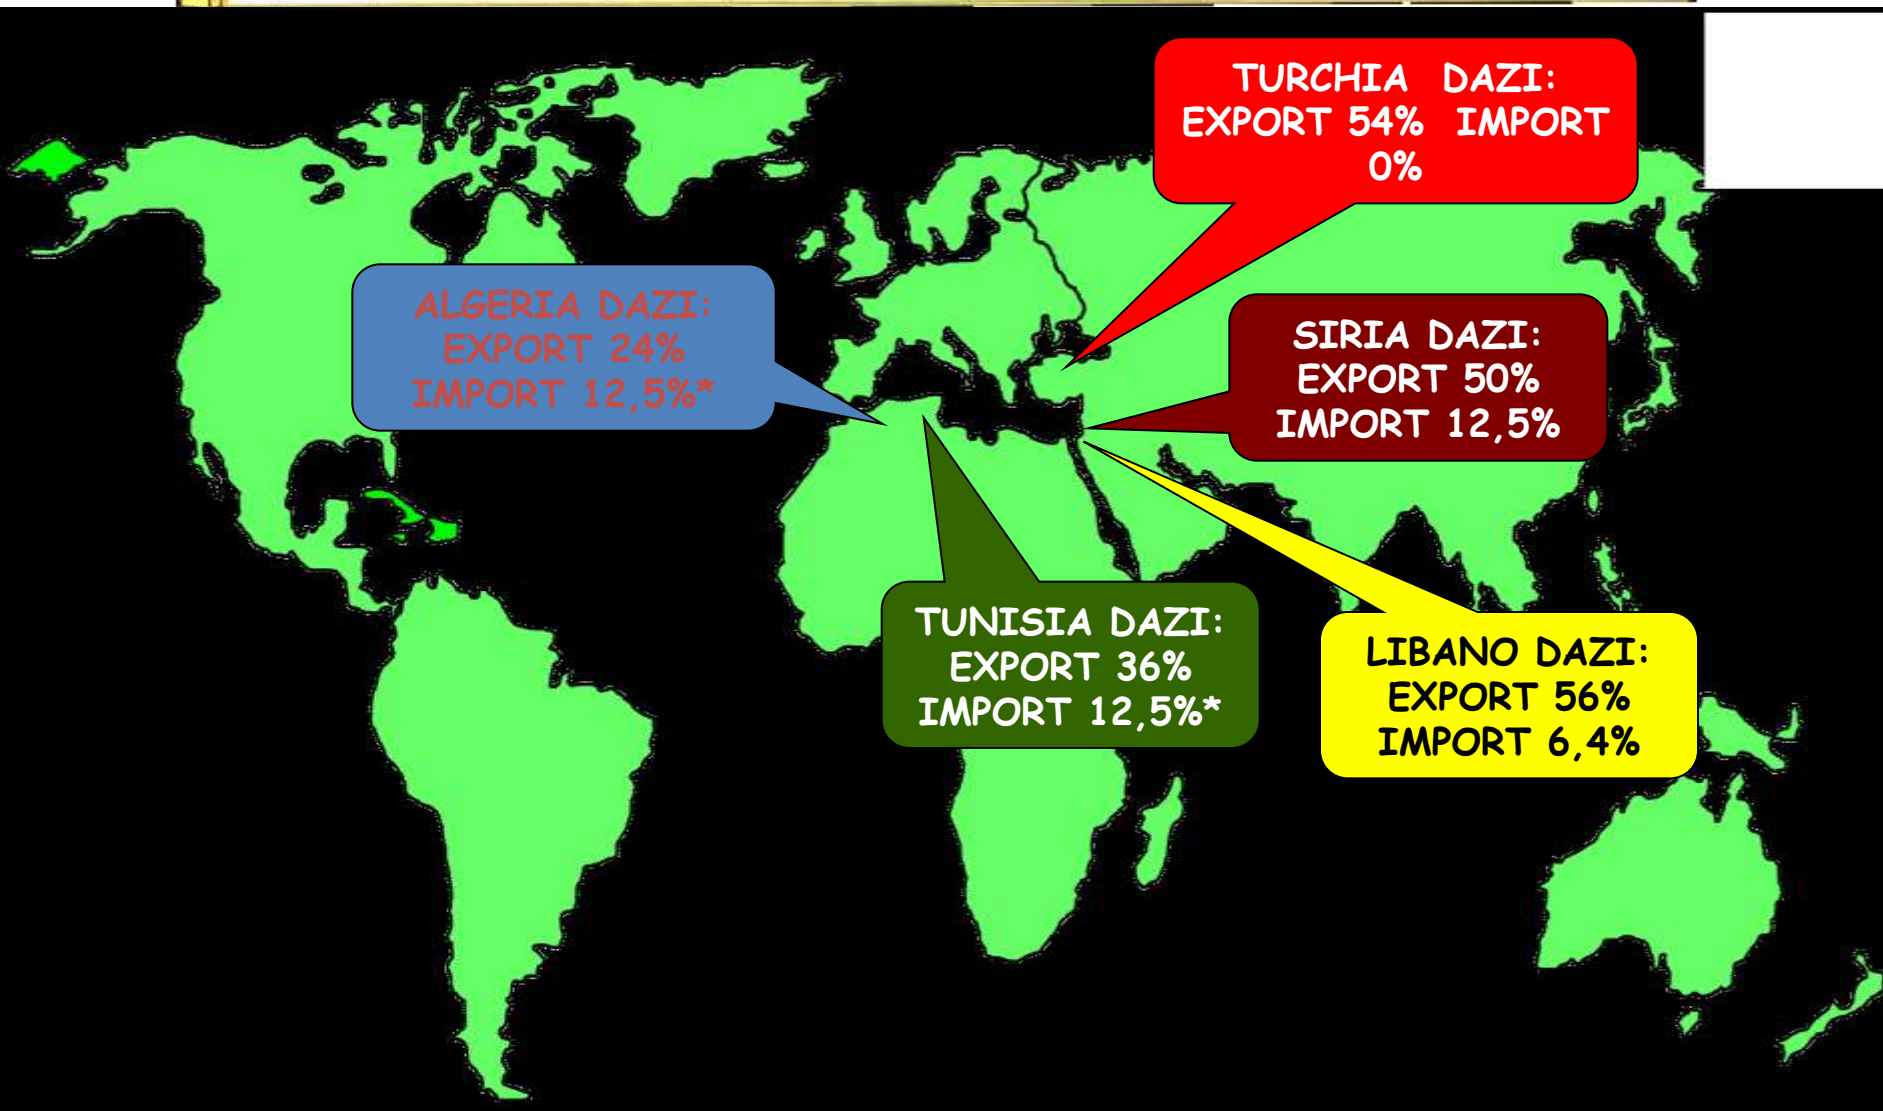 TURCHIA DAZI:
EXPORT 54% IMPORT
0%
ALGERIA DAZI:
EXPORT 24%
IMPORT 12,5%*
SIRIA DAZI:
EXPORT 50%
IMPORT 12,5%
TUNISIA DAZI:
EXPORT 36%
IMPORT 12,5%*
LIBANO DAZI:
EXPORT 56%
IMPORT 6,4%